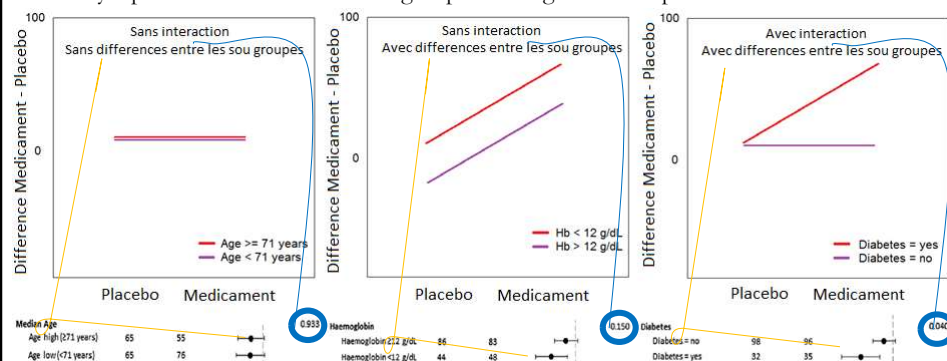 100
Sans interaction
Sans differences entre les sou groupes
0
Difference Medicament - Placebo
Age >= 71 years
Age < 71 years
Placebo Medicament
100
Sans interaction
Avec differences entre les sou groupes
0
Difference Medicament - Placebo
Hb < 12 g/dL
Hb > 12 g/dL
Placebo Medicament
100
Avec interaction
Avec differences entre les sou groupes
0
Difference Medicament - Placebo
Diabetes = yes
Diabetes = no
Placebo Medicament
Median Age 0.933
Age high (≥71 years) 65 55
Age low (<71 years) 65 76
Haemoglobin 0.150
Haemoglobin ≥12 g/dL 86 83
Haemoglobin <12 g/dL 44 48
Diabetes 0.040
Diabetes = no 98 96
Diabetes = yes 32 35